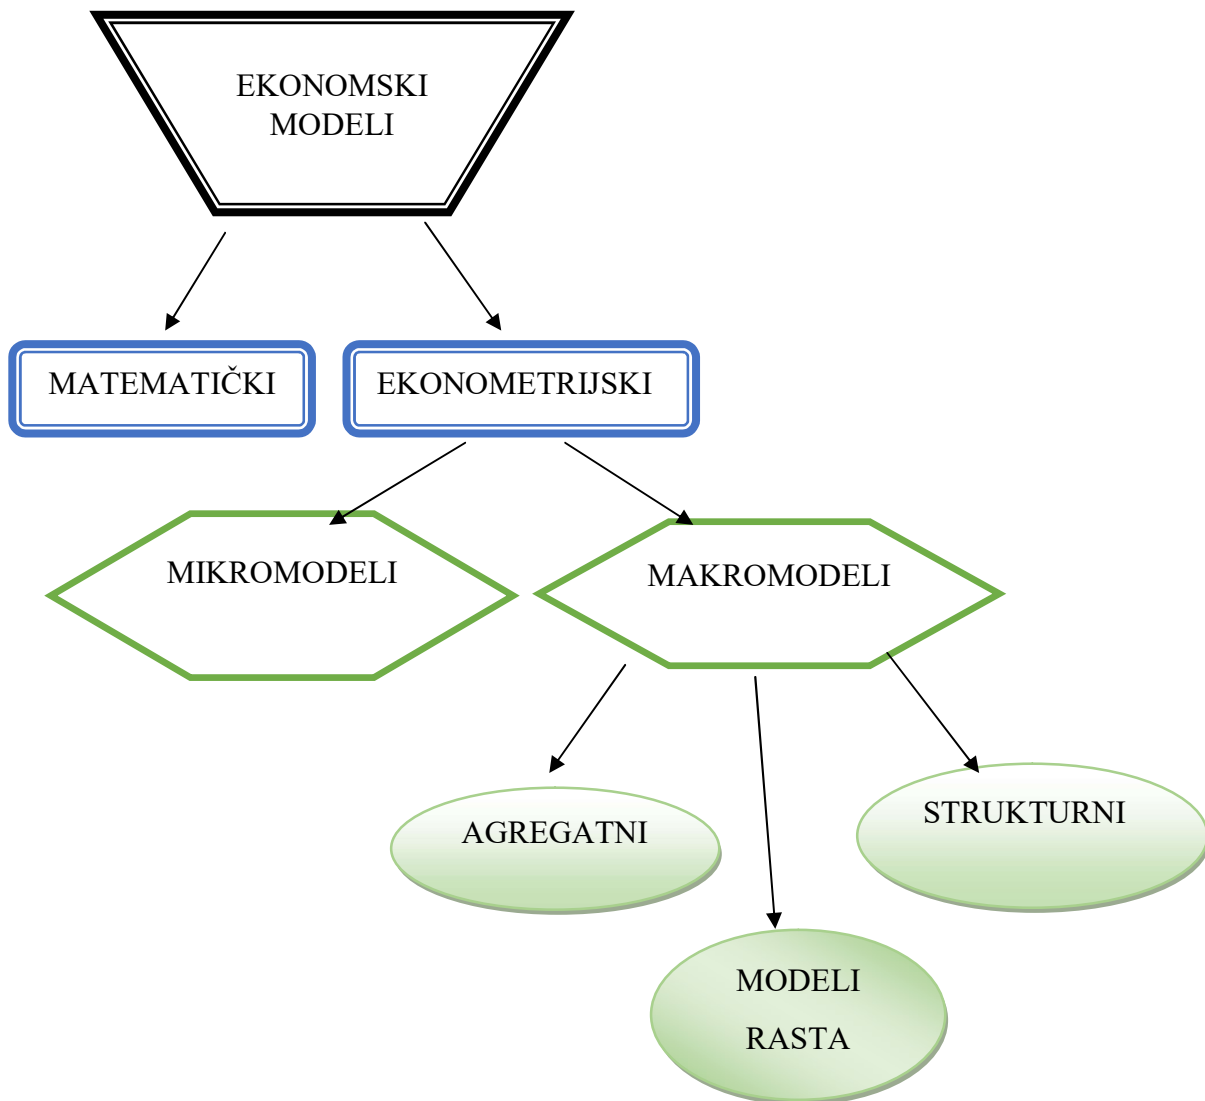 EKONOMSKI
MODELI
MATEMATIČKI
EKONOMETRIJSKI
MIKROMODELI
MAKROMODELI
AGREGATNI
STRUKTURNI
MODELI
RASTA